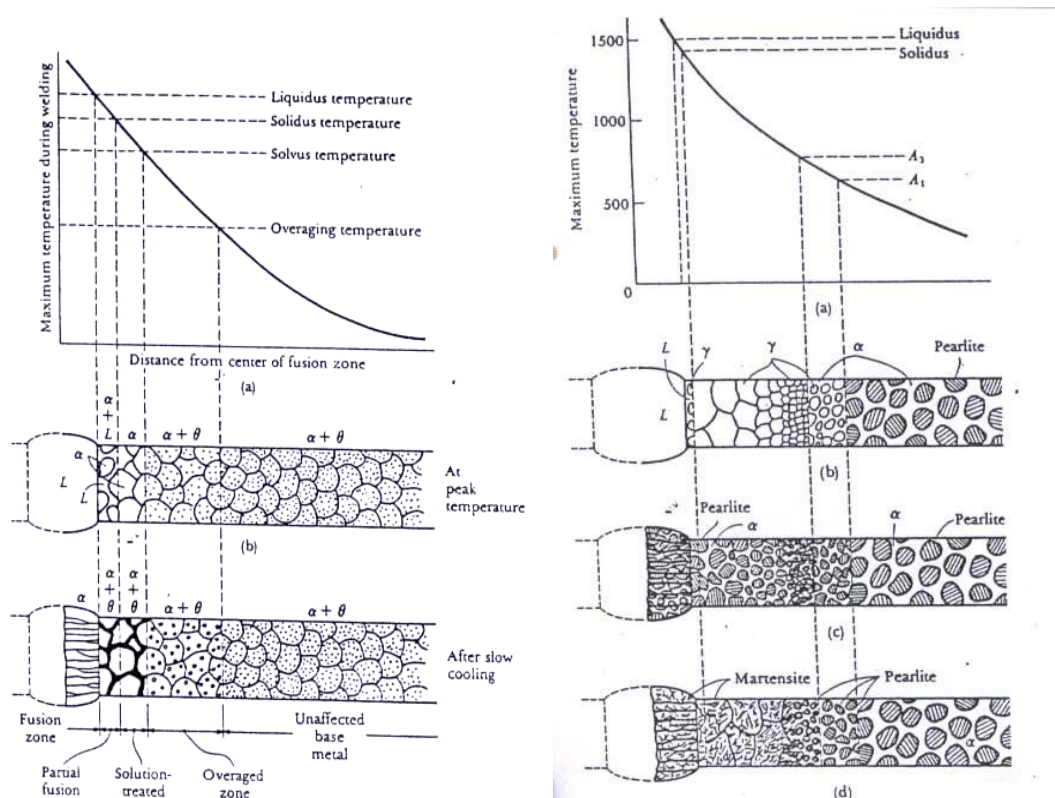 Maximum temperature during welding
Liquidus temperature
Solidus temperature
Solvus temperature
Overaging temperature
Distance from center of fusion zone
(a)
α + L
α
α + θ
α + θ
α
L
L
At
peak
temperature
(b)
α
α + θ
α + θ
α + θ
α + θ
After slow
cooling
Fusion
zone
Unaffected
base
metal
Partial
fusion
Solution-
treated
Overaged
zone
Maximum temperature
1500
1000
500
0
Liquidus
Solidus
A₃
A₁
(a)
L
γ
γ
α
Pearlite
L
(b)
Pearlite
α
α
Pearlite
(c)
Martensite
Pearlite
α
(d)